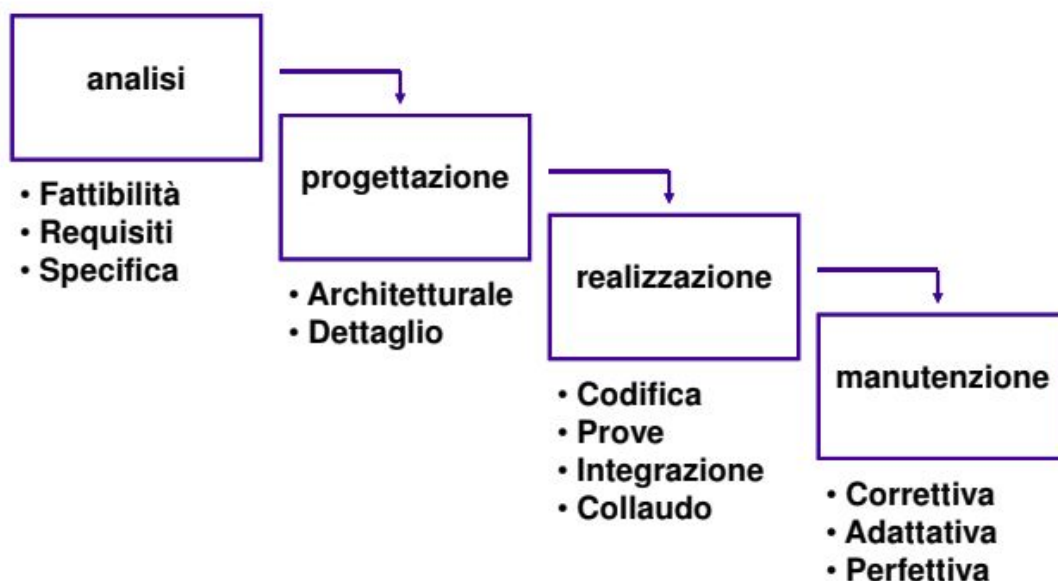 analisi
• Fattibilità
• Requisiti
• Specifica
progettazione
• Architetturale
• Dettaglio
realizzazione
• Codifica
• Prove
• Integrazione
• Collaudo
manutenzione
• Correttiva
• Adattativa
• Perfettiva